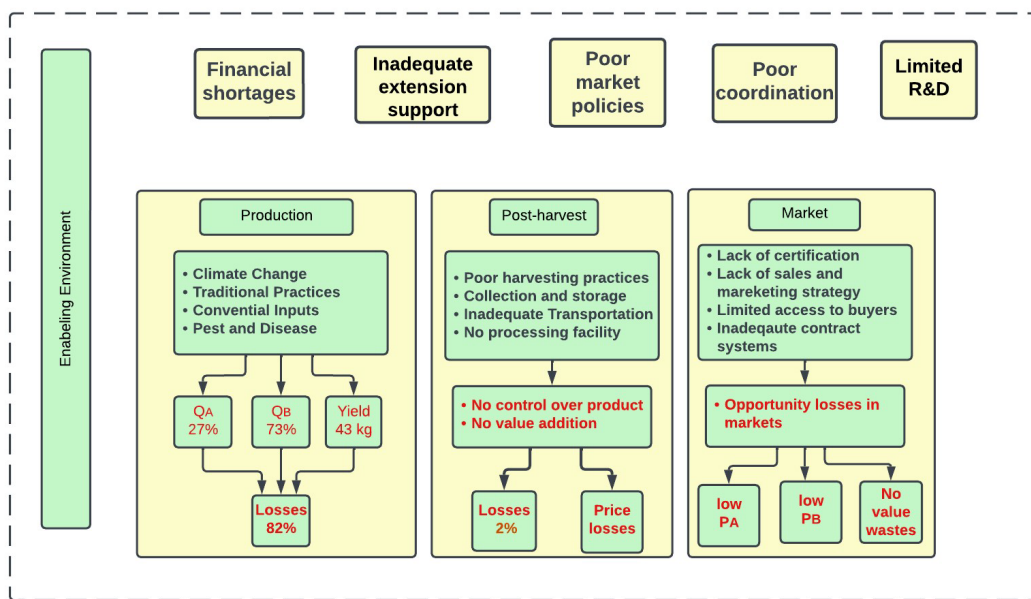 Financial
shortages
Inadequate
extension
support
Poor
market
policies
Poor
coordination
Limited
R&D
Enabeling Environment
Production
• Climate Change
• Traditional Practices
• Convential Inputs
• Pest and Disease
QA
27%
QB
73%
Yield
43 kg
Losses
82%
Post-harvest
• Poor harvesting practices
• Collection and storage
• Inadequate Transportation
• No processing facility
• No control over product
• No value addition
Losses
2%
Price
losses
Market
• Lack of certification
• Lack of sales and
mareketing strategy
• Limited access to buyers
• Inadeqaute contract
systems
• Opportunity losses in
markets
low
PA
low
PB
No
value
wastes